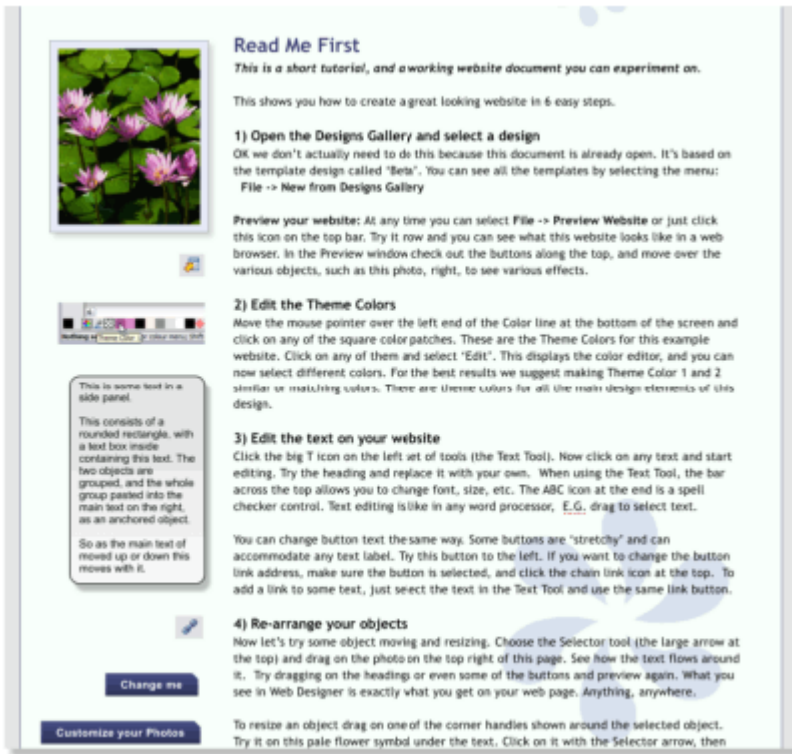 Read Me First
This is a short tutorial, and a working website document you can experiment on.
This shows you how to create a great looking website in 6 easy steps.
1) Open the Designs Gallery and select a design
OK we don't actually need to do this because this document is already open. It's based on
the template design called "Beta". You can see all the templates by selecting the menu:
File -> New from Designs Gallery
Preview your website: At any time you can select File -> Preview Website or just click
this icon on the top bar. Try it row and you can see what this website looks like in a web
browser. In the Preview window check out the buttons along the top, and move over the
various objects, such as this photo, right, to see various effects.
2) Edit the Theme Colors
Move the mouse pointer over the left end of the Color line at the bottom of the screen and
click on any of the square color patches. These are the Theme Colors for this example
website. Click on any of them and select "Edit". This displays the color editor, and you can
now select different colors. For the best results we suggest making Theme Color 1 and 2
similar or matching colors. There are theme colors for all the main design elements of this
design.
Theme Color
This is some text in a
side panel.
This consists of a
rounded rectangle, with
a text box inside
containing this text. The
two objects are
grouped, and the whole
group pasted into the
main text on the right,
as an anchored object.
So as the main text of
moved up or down this
moves with it.
3) Edit the text on your website
Click the big T icon on the left set of tools (the Text Tool). Now click on any text and start
editing. Try the heading and replace it with your own. When using the Text Tool, the bar
across the top allows you to change font, size, etc. The ABC icon at the end is a spell
checker control. Text editing is like in any word processor, E.G. drag to select text.
You can change button text the same way. Some buttons are "stretchy" and can
accommodate any text label. Try this button to the left. If you want to change the button
link address, make sure the button is selected, and click the chain link icon at the top. To
add a link to some text, just seect the text in the Text Tool and use the same link button.
4) Re-arrange your objects
Now let's try some object moving and resizing. Choose the Selector tool (the large arrow at
the top) and drag on the photo on the top right of this page. See how the text flows around
it. Try dragging on the headings or even some of the buttons and preview again. What you
see in Web Designer is exactly what you get on your web page. Anything, anywhere.
Change me
Customize your Photos
To resize an object drag on one of the corner handles shown around the selected object.
Try it on this pale flower symbol under the text. Click on it with the Selector arrow, then